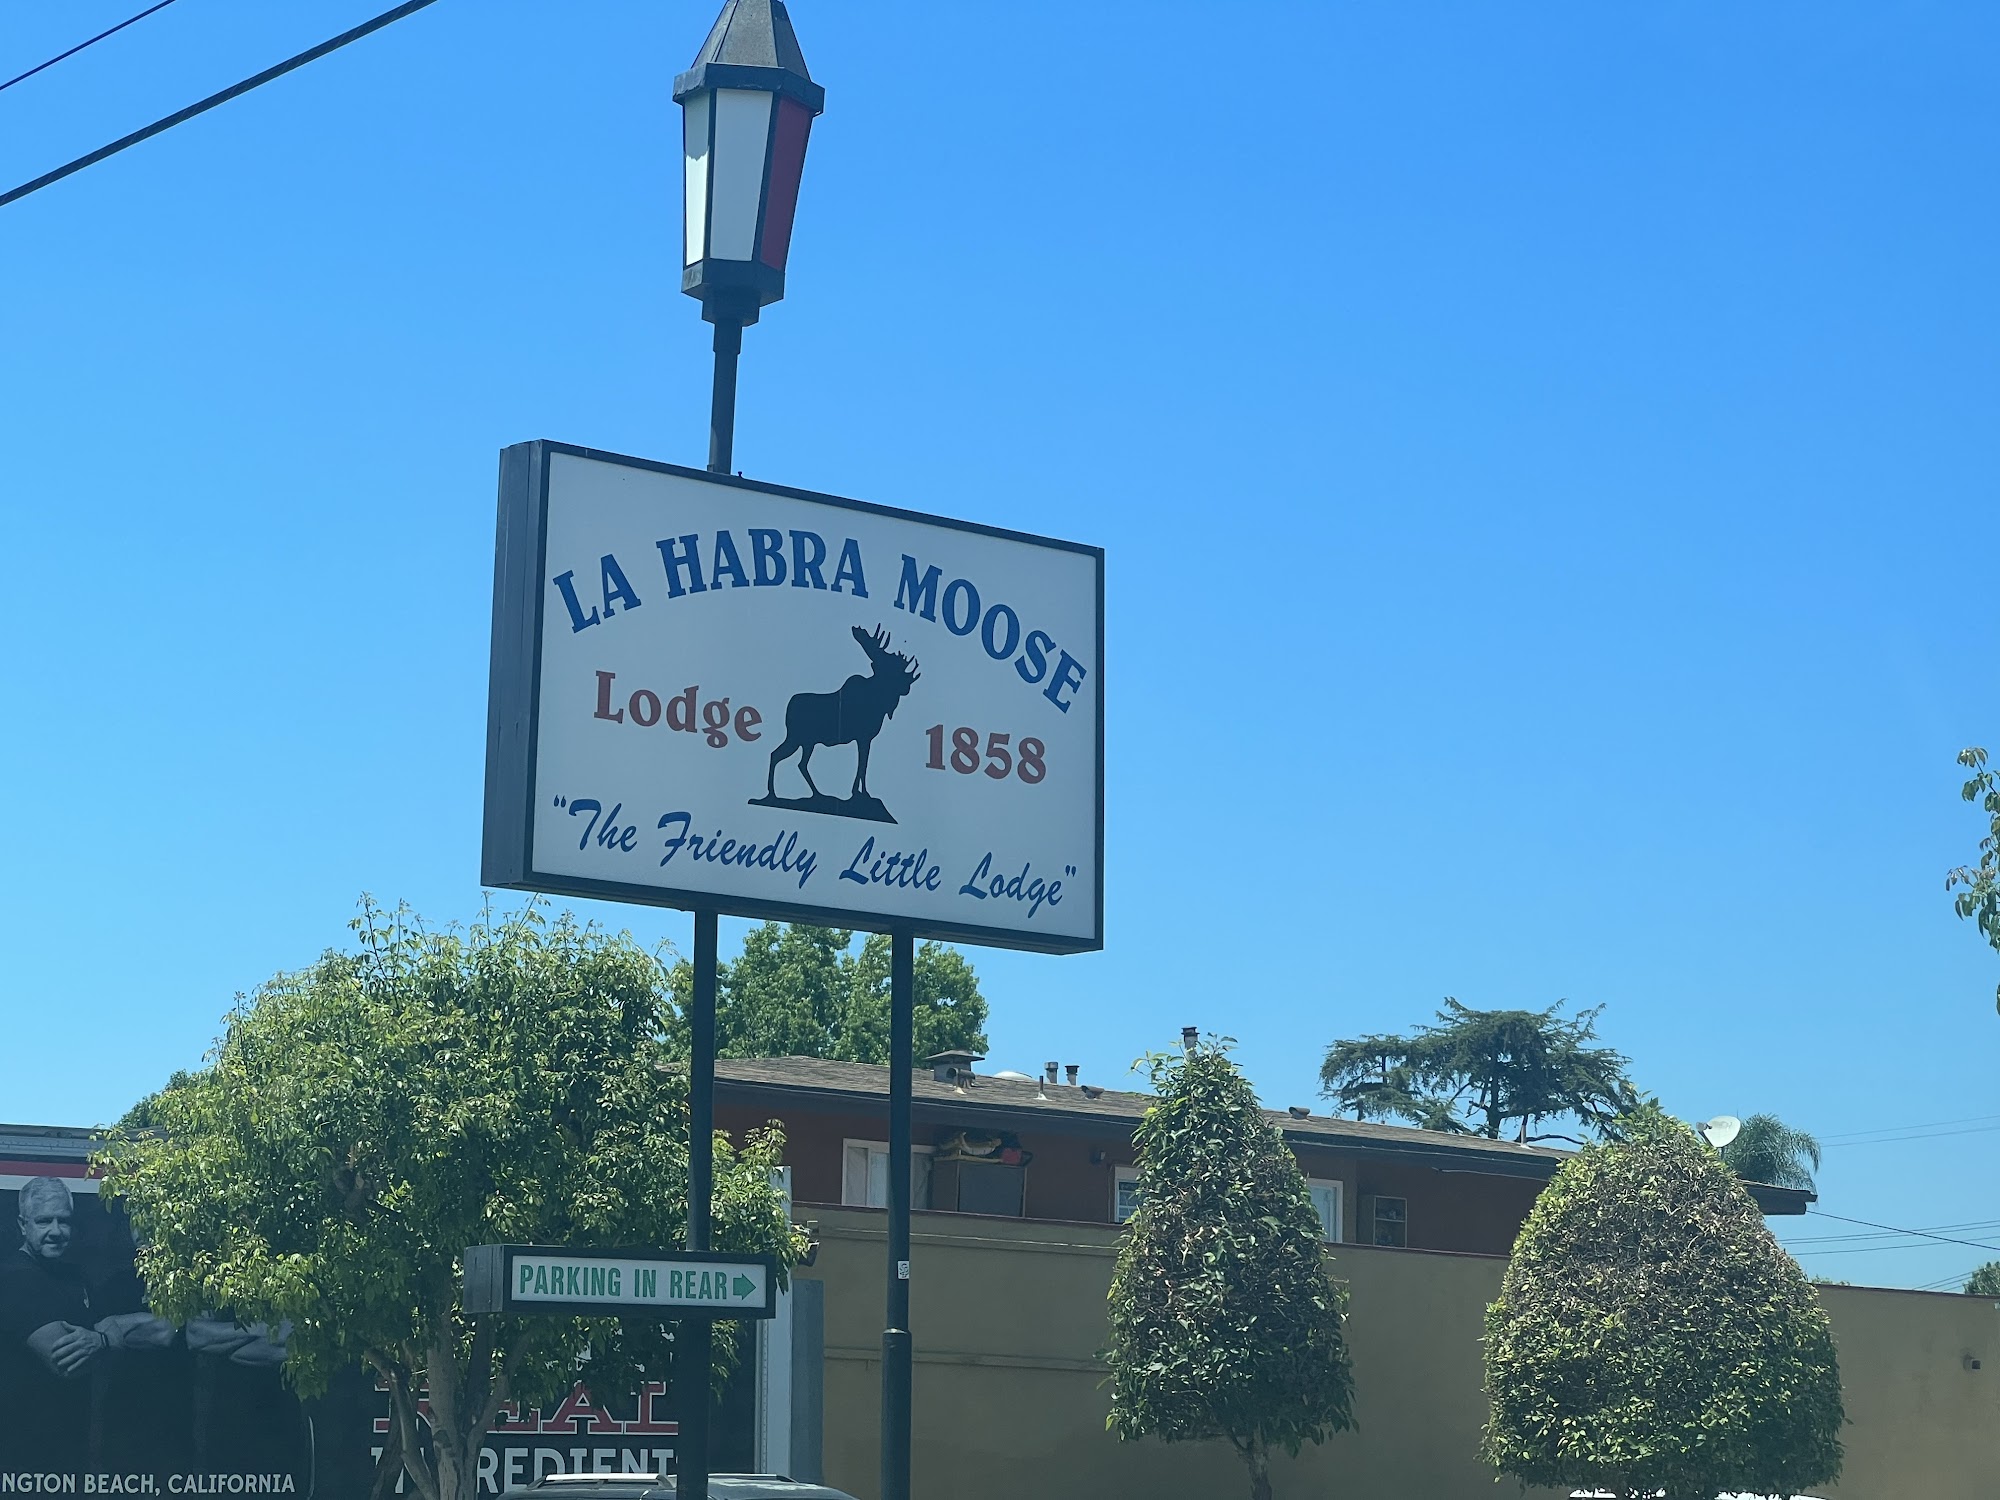 LA HABRA MOOSE
Lodge 1858
"The Friendly Little Lodge"
PARKING IN REAR
NGTON BEACH, CALIFORNIA